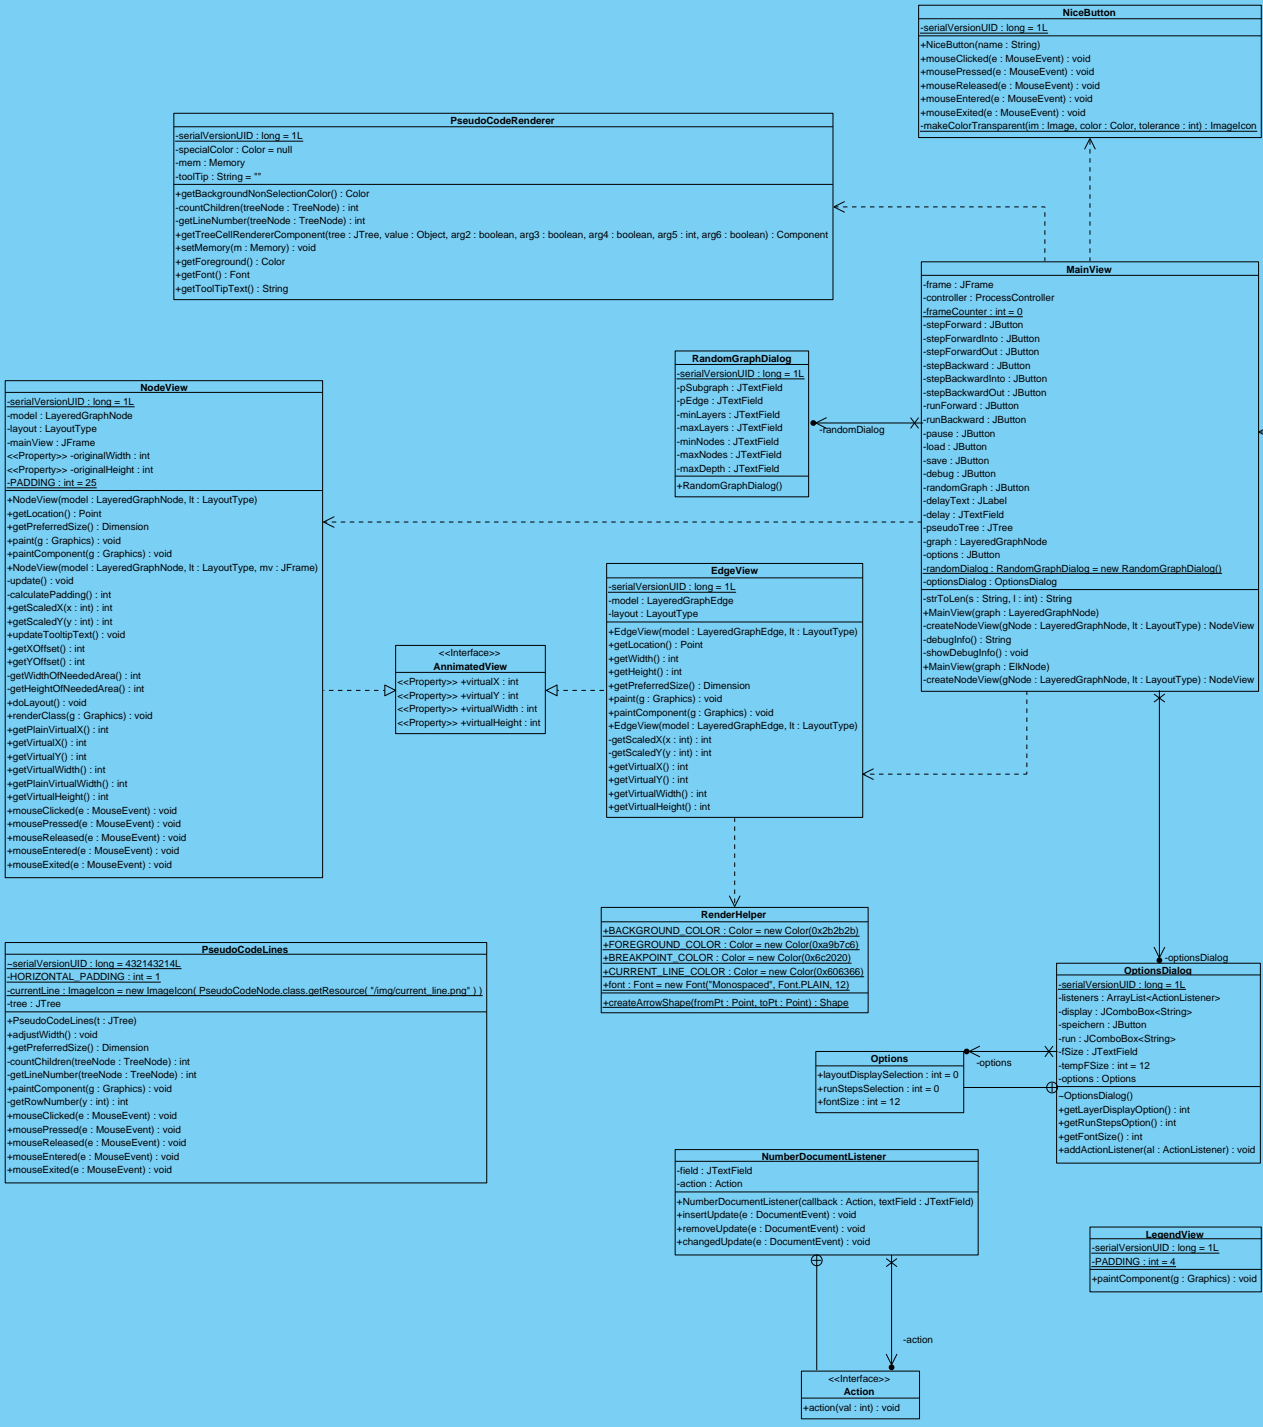 NiceButton
-serialVersionUID : long = 1L
+NiceButton(name : String)
+mouseClicked(e : MouseEvent) : void
+mousePressed(e : MouseEvent) : void
+mouseReleased(e : MouseEvent) : void
+mouseEntered(e : MouseEvent) : void
+mouseExited(e : MouseEvent) : void
-makeColorTransparent(im : Image, color : Color, tolerance : int) : ImageIcon
PseudoCodeRenderer
-serialVersionUID : long = 1L
-specialColor : Color = null
-mem : Memory
-toolTip : String = ""
+getBackgroundNonSelectionColor() : Color
-countChildren(treeNode : TreeNode) : int
-getLineNumber(treeNode : TreeNode) : int
+getTreeCellRendererComponent(tree : JTree, value : Object, arg2 : boolean, arg3 : boolean, arg4 : boolean, arg5 : int, arg6 : boolean) : Component
+setMemory(m : Memory) : void
+getForeground() : Color
+getFont() : Font
+getToolTipText() : String
MainView
-frame : JFrame
-controller : ProcessController
-frameCounter : int = 0
-stepForward : JButton
-stepForwardInto : JButton
-stepForwardOut : JButton
-stepBackward : JButton
-stepBackwardInto : JButton
-stepBackwardOut : JButton
-runForward : JButton
-runBackward : JButton
-pause : JButton
-load : JButton
-save : JButton
-debug : JButton
-randomGraph : JButton
-delayText : JLabel
-delay : JTextField
-pseudoTree : JTree
-graph : LayeredGraphNode
-options : JButton
-randomDialog : RandomGraphDialog = new RandomGraphDialog()
-optionsDialog : OptionsDialog
-strToLen(s : String, l : int) : String
+MainView(graph : LayeredGraphNode)
-createNodeView(gNode : LayeredGraphNode, lt : LayoutType) : NodeView
-debugInfo() : String
-showDebugInfo() : void
+MainView(graph : ElkNode)
-createNodeView(gNode : LayeredGraphNode, lt : LayoutType) : NodeView
RandomGraphDialog
-serialVersionUID : long = 1L
-pSubgraph : JTextField
-pEdge : JTextField
-minLayers : JTextField
-maxLayers : JTextField
-minNodes : JTextField
-maxNodes : JTextField
-maxDepth : JTextField
+RandomGraphDialog()
-randomDialog
NodeView
-serialVersionUID : long = 1L
-model : LayeredGraphNode
-layout : LayoutType
-mainView : JFrame
<<Property>> -originalWidth : int
<<Property>> -originalHeight : int
-PADDING : int = 25
+NodeView(model : LayeredGraphNode, lt : LayoutType)
+getLocation() : Point
+getPreferredSize() : Dimension
+paint(g : Graphics) : void
+paintComponent(g : Graphics) : void
+NodeView(model : LayeredGraphNode, lt : LayoutType, mv : JFrame)
-update() : void
-calculatePadding() : int
+getScaledX(x : int) : int
+getScaledY(y : int) : int
+updateTooltipText() : void
+getXOffset() : int
+getYOffset() : int
-getWidthOfNeededArea() : int
-getHeightOfNeededArea() : int
+doLayout() : void
+renderClass(g : Graphics) : void
+getPlainVirtualX() : int
+getVirtualX() : int
+getVirtualY() : int
+getVirtualWidth() : int
+getPlainVirtualWidth() : int
+getVirtualHeight() : int
+mouseClicked(e : MouseEvent) : void
+mousePressed(e : MouseEvent) : void
+mouseReleased(e : MouseEvent) : void
+mouseEntered(e : MouseEvent) : void
+mouseExited(e : MouseEvent) : void
<<Interface>>
AnnimatedView
<<Property>> +virtualX : int
<<Property>> +virtualY : int
<<Property>> +virtualWidth : int
<<Property>> +virtualHeight : int
EdgeView
-serialVersionUID : long = 1L
-model : LayeredGraphEdge
-layout : LayoutType
+EdgeView(model : LayeredGraphEdge, lt : LayoutType)
+getLocation() : Point
+getWidth() : int
+getHeight() : int
+getPreferredSize() : Dimension
+paint(g : Graphics) : void
+paintComponent(g : Graphics) : void
+EdgeView(model : LayeredGraphEdge, lt : LayoutType)
-getScaledX(x : int) : int
-getScaledY(y : int) : int
+getVirtualX() : int
+getVirtualY() : int
+getVirtualWidth() : int
+getVirtualHeight() : int
RenderHelper
+BACKGROUND_COLOR : Color = new Color(0x2b2b2b)
+FOREGROUND_COLOR : Color = new Color(0xa9b7c6)
+BREAKPOINT_COLOR : Color = new Color(0x6c2020)
+CURRENT_LINE_COLOR : Color = new Color(0x606366)
+font : Font = new Font("Monospaced", Font.PLAIN, 12)
+createArrowShape(fromPt : Point, toPt : Point) : Shape
PseudoCodeLines
~serialVersionUID : long = 432143214L
-HORIZONTAL_PADDING : int = 1
-currentLine : ImageIcon = new ImageIcon( PseudoCodeNode.class.getResource( "/img/current_line.png" ) )
-tree : JTree
+PseudoCodeLines(t : JTree)
+adjustWidth() : void
+getPreferredSize() : Dimension
-countChildren(treeNode : TreeNode) : int
-getLineNumber(treeNode : TreeNode) : int
+paintComponent(g : Graphics) : void
-getRowNumber(y : int) : int
+mouseClicked(e : MouseEvent) : void
+mousePressed(e : MouseEvent) : void
+mouseReleased(e : MouseEvent) : void
+mouseEntered(e : MouseEvent) : void
+mouseExited(e : MouseEvent) : void
-optionsDialog
OptionsDialog
-serialVersionUID : long = 1L
-listeners : ArrayList<ActionListener>
-display : JComboBox<String>
-speichern : JButton
-run : JComboBox<String>
-fSize : JTextField
-tempFSize : int = 12
-options : Options
~OptionsDialog()
+getLayerDisplayOption() : int
+getRunStepsOption() : int
+getFontSize() : int
+addActionListener(al : ActionListener) : void
-options
Options
+layoutDisplaySelection : int = 0
+runStepsSelection : int = 0
+fontSize : int = 12
NumberDocumentListener
-field : JTextField
-action : Action
+NumberDocumentListener(callback : Action, textField : JTextField)
+insertUpdate(e : DocumentEvent) : void
+removeUpdate(e : DocumentEvent) : void
+changedUpdate(e : DocumentEvent) : void
LegendView
-serialVersionUID : long = 1L
-PADDING : int = 4
+paintComponent(g : Graphics) : void
-action
<<Interface>>
Action
+action(val : int) : void